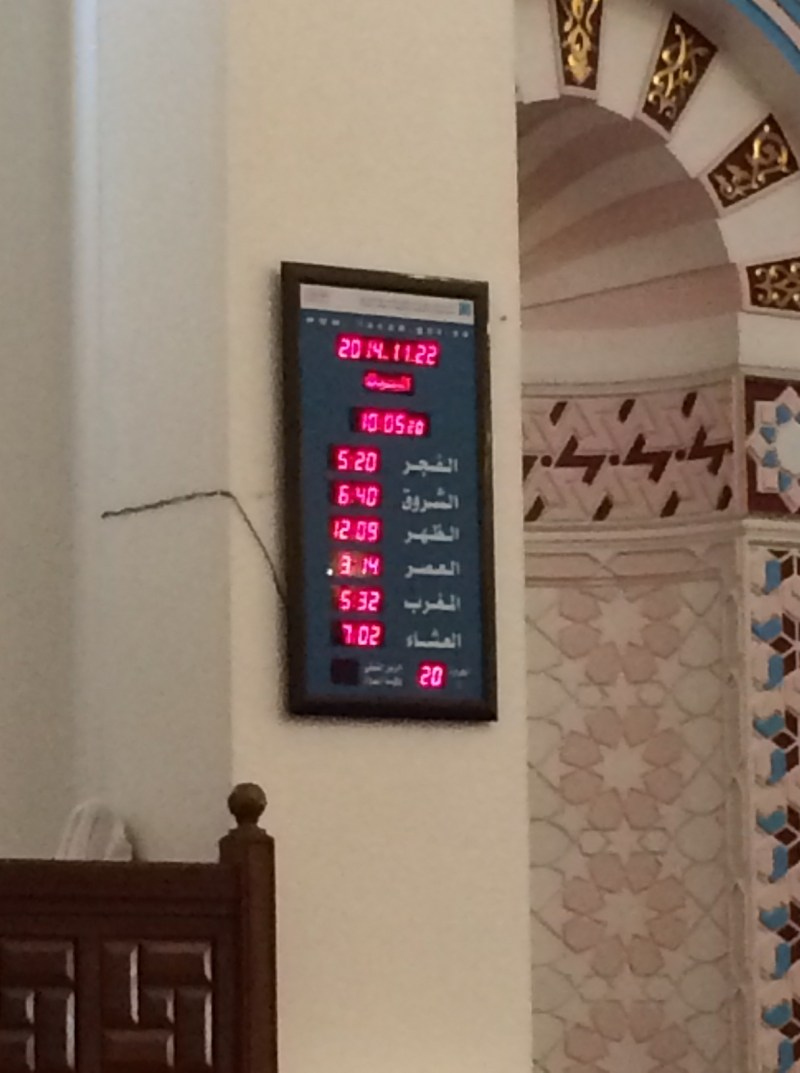 2014.11.22
السبت
10:05 20
5:20 الفجر
6:40 الشروق
12:09 الظهر
3:14 العصر
5:32 المغرب
7:02 العشاء
20